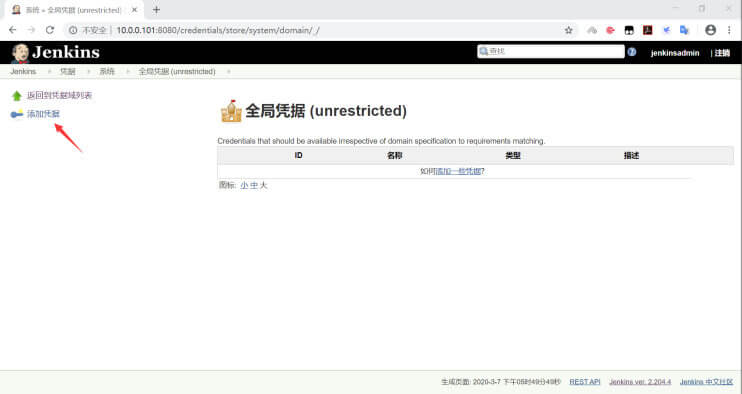 系统 » 全局凭据 (unrestricted)
不安全 | 10.0.0.101:8080/credentials/store/system/domain/_/
Jenkins
查找
jenkinsadmin | 注销
Jenkins 凭据 系统 全局凭据 (unrestricted)
返回到凭据域列表
添加凭据
全局凭据 (unrestricted)
Credentials that should be available irrespective of domain specification to requirements matching.
ID 名称 类型 描述
如何添加一些凭据?
图标: 小 中 大
生成页面: 2020-3-7 下午05时49分49秒 REST API Jenkins ver. 2.204.4 Jenkins 中文社区